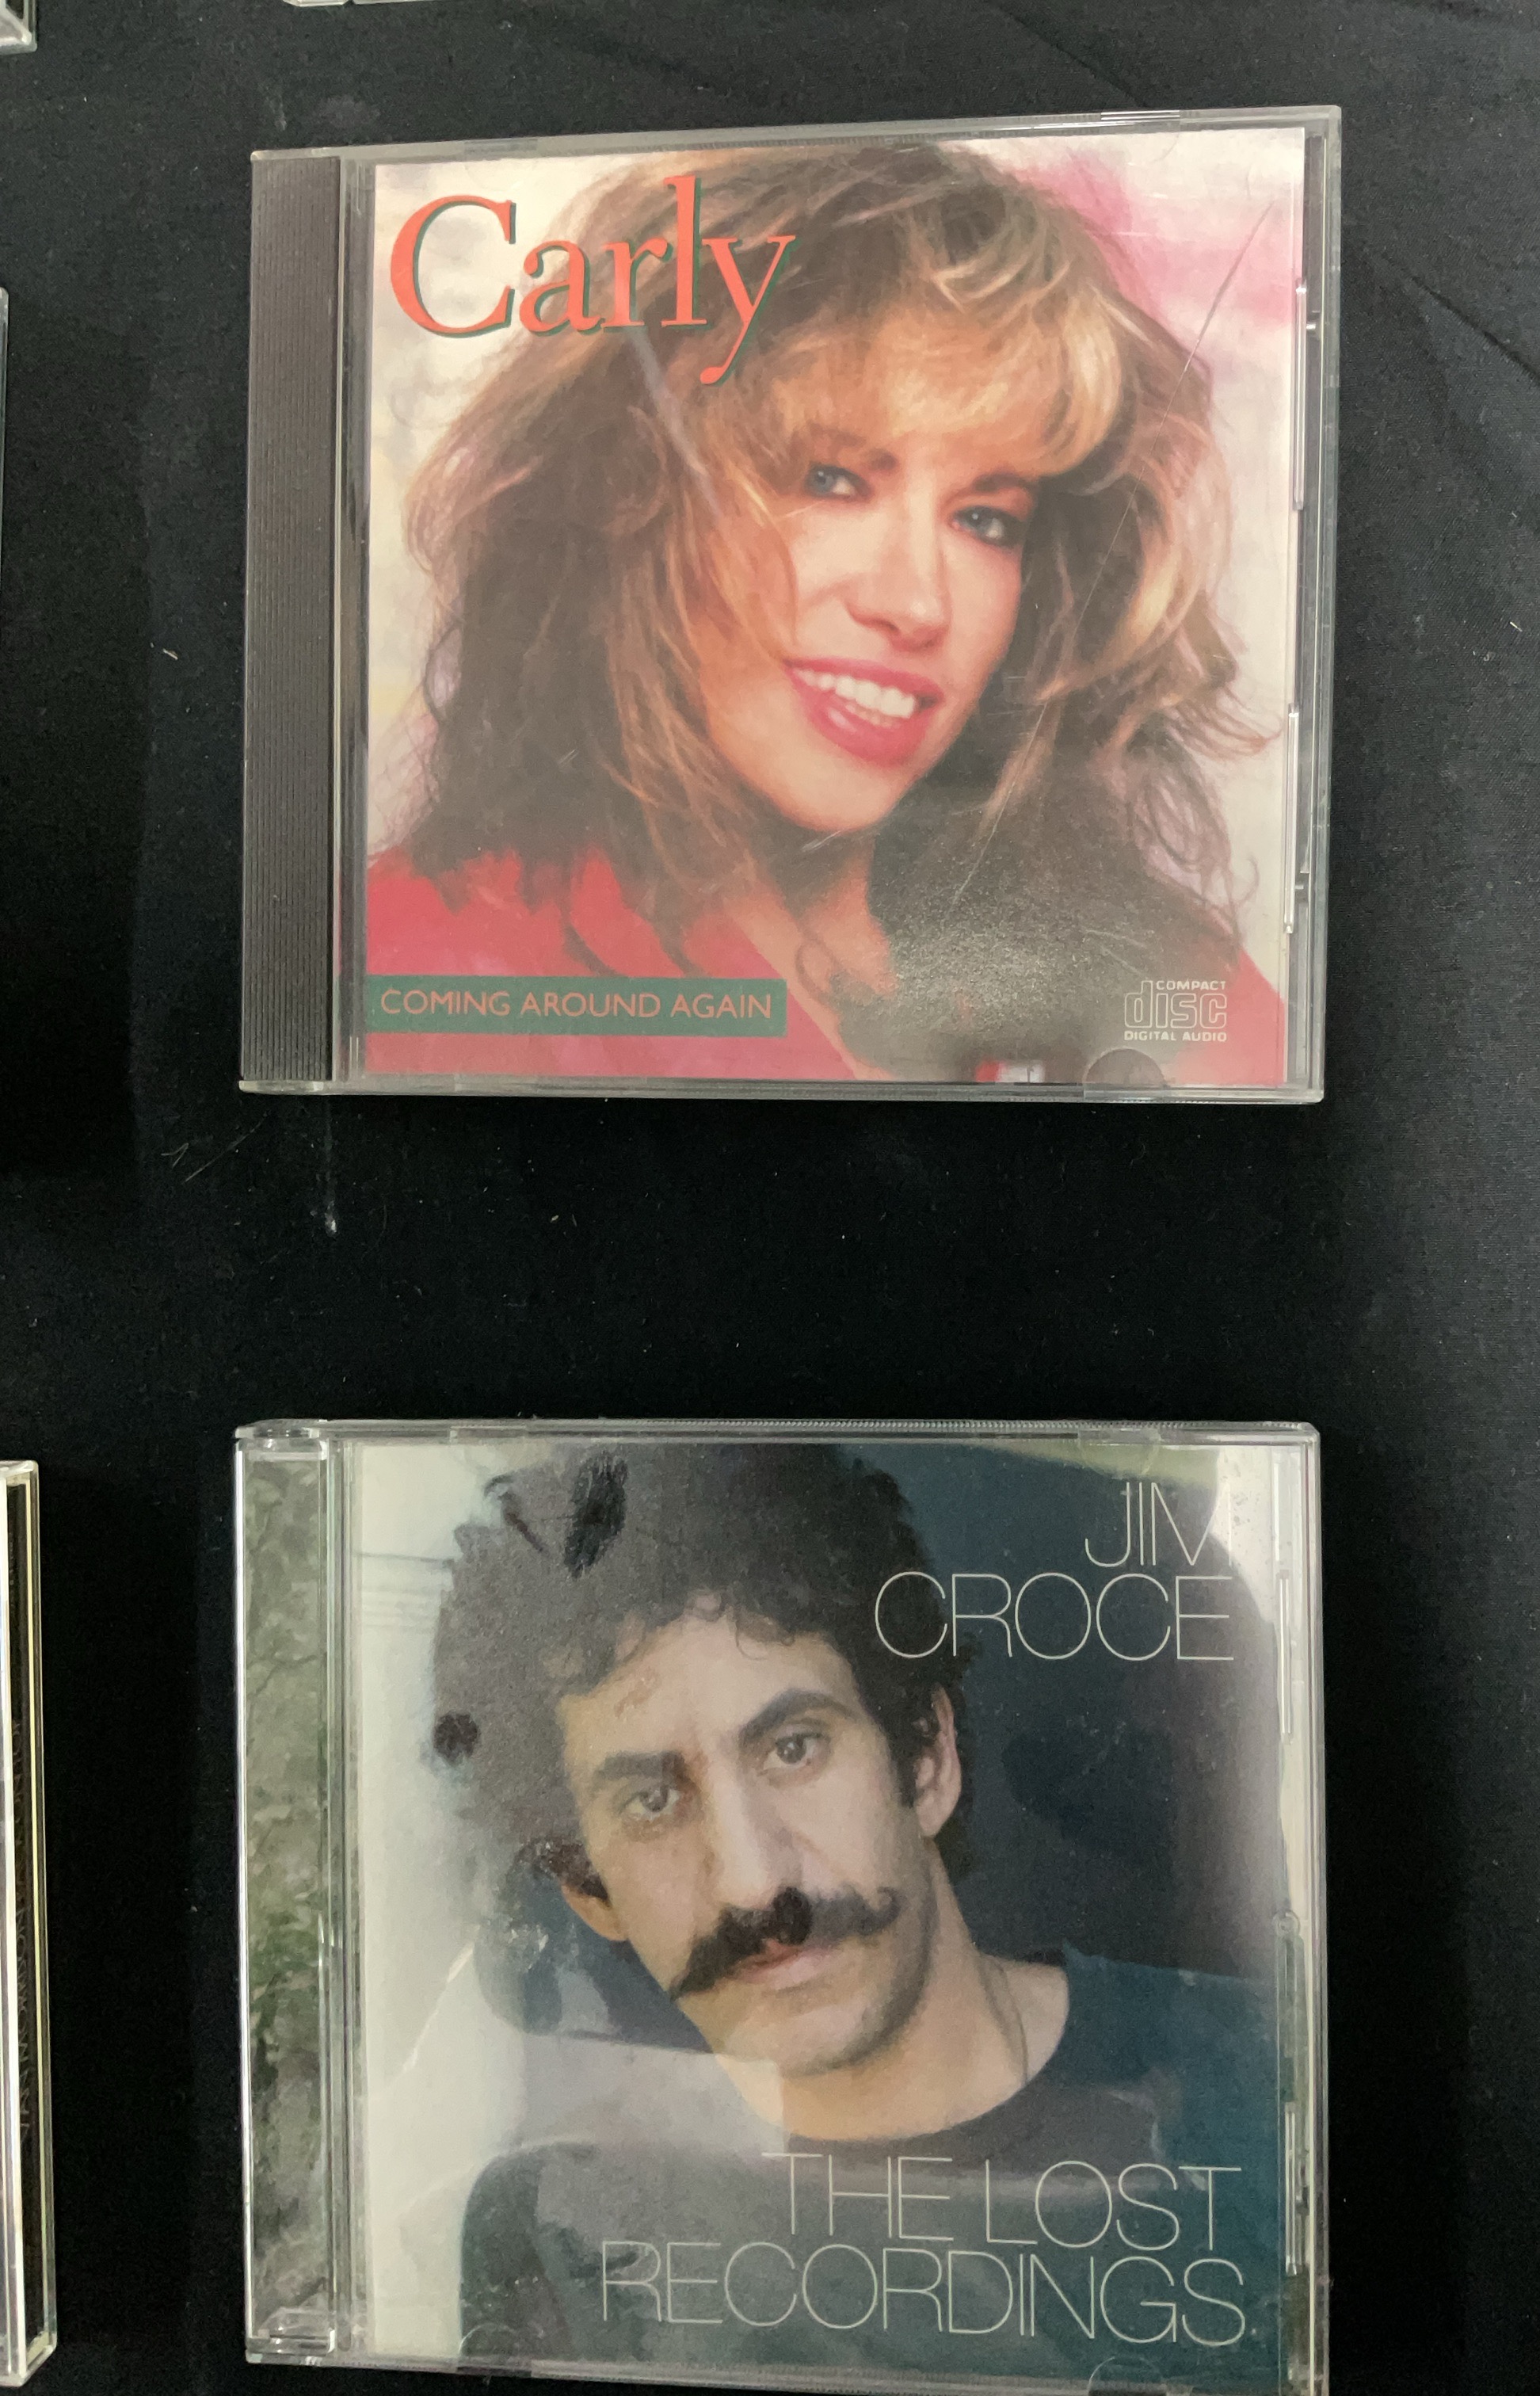 Carly
COMING AROUND AGAIN
COMPACT
disc
DIGITAL AUDIO
JIM
CROCE
THE LOST
RECORDINGS